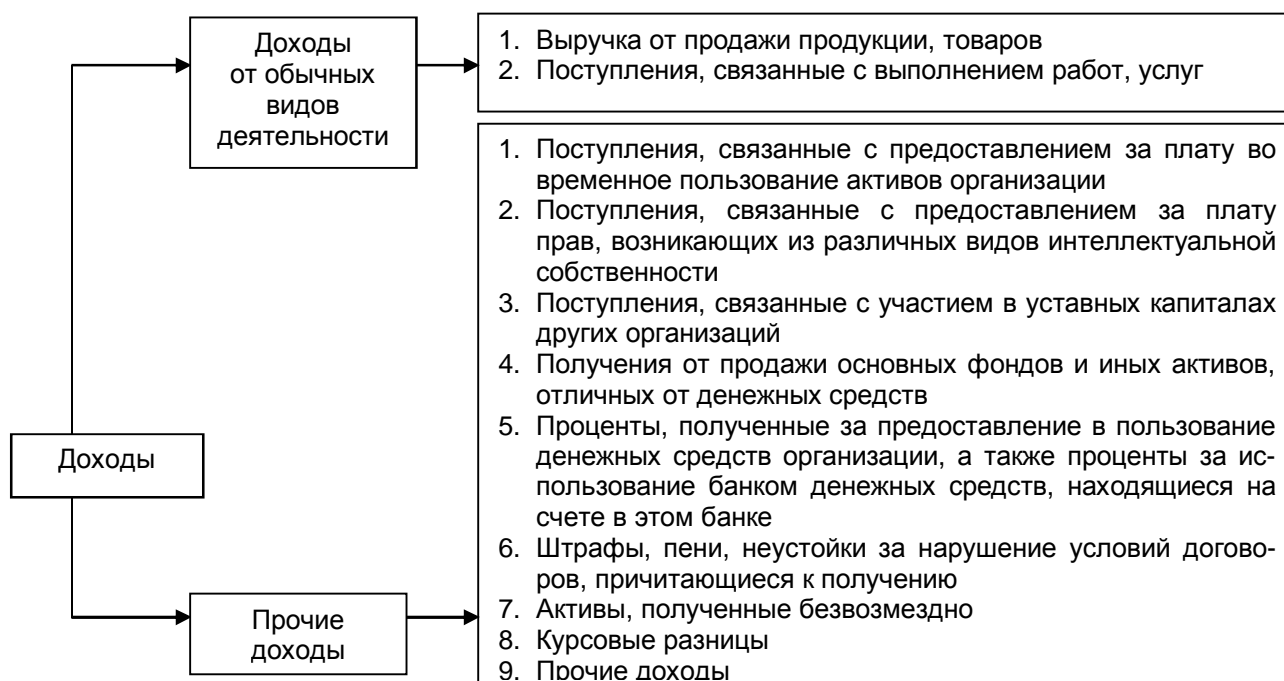 Доходы
от обычных
видов
деятельности
1. Выручка от продажи продукции, товаров
2. Поступления, связанные с выполнением работ, услуг
1. Поступления, связанные с предоставлением за плату во
временное пользование активов организации
2. Поступления, связанные с предоставлением за плату
прав, возникающих из различных видов интеллектуальной
собственности
3. Поступления, связанные с участием в уставных капиталах
других организаций
4. Получения от продажи основных фондов и иных активов,
отличных от денежных средств
5. Проценты, полученные за предоставление в пользование
денежных средств организации, а также проценты за ис-
пользование банком денежных средств, находящиеся на
счете в этом банке
6. Штрафы, пени, неустойки за нарушение условий догово-
ров, причитающиеся к получению
7. Активы, полученные безвозмездно
8. Курсовые разницы
9. Прочие доходы
Доходы
Прочие
доходы